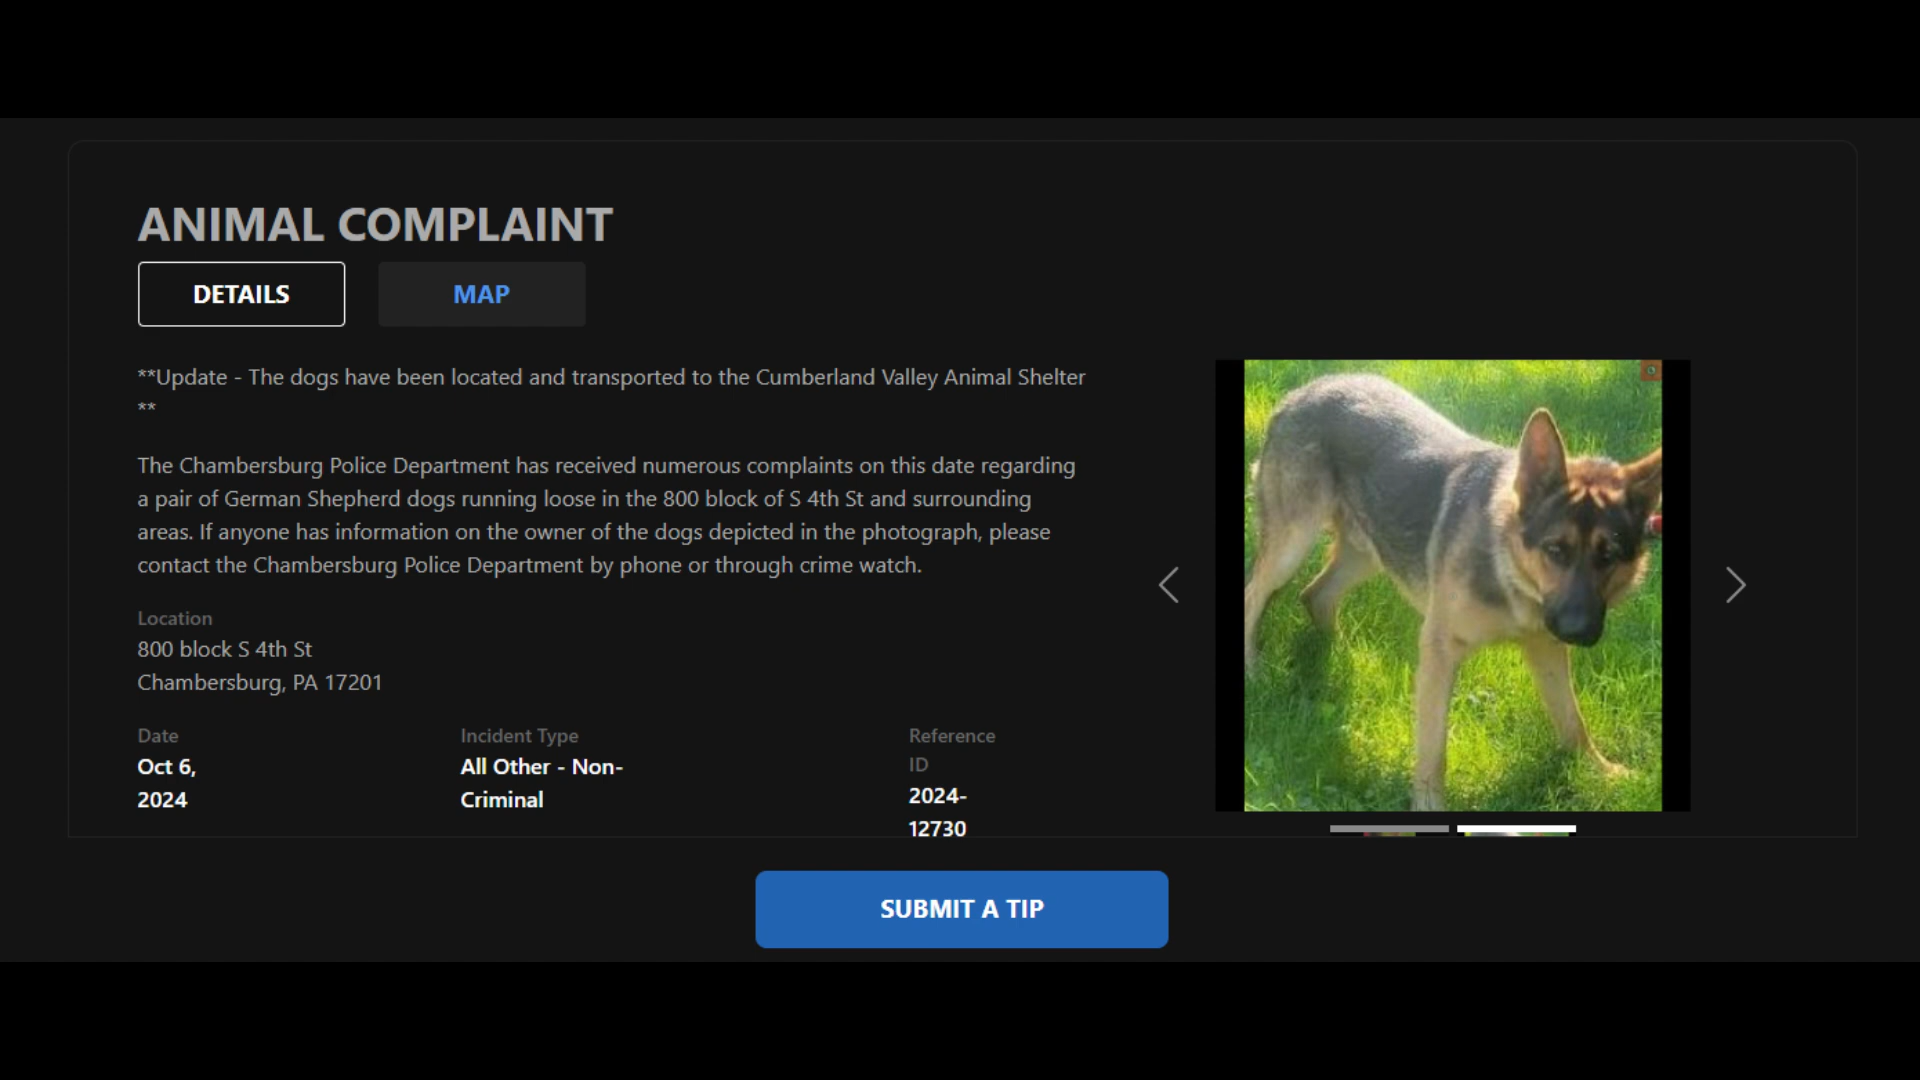 ANIMAL COMPLAINT
DETAILS
MAP
**Update - The dogs have been located and transported to the Cumberland Valley Animal Shelter
**
The Chambersburg Police Department has received numerous complaints on this date regarding
a pair of German Shepherd dogs running loose in the 800 block of S 4th St and surrounding
areas. If anyone has information on the owner of the dogs depicted in the photograph, please
contact the Chambersburg Police Department by phone or through crime watch.
Location
800 block S 4th St
Chambersburg, PA 17201
Date
Oct 6,
2024
Incident Type
All Other - Non-
Criminal
Reference
ID
2024-
12730
SUBMIT A TIP